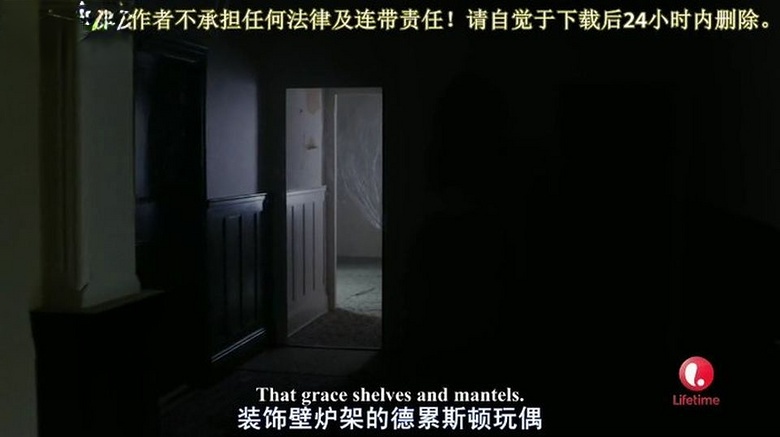 作者不承担任何法律及连带责任！请自觉于下载后24小时内删除。
That grace shelves and mantels.
装饰壁炉架的德累斯顿玩偶
Lifetime